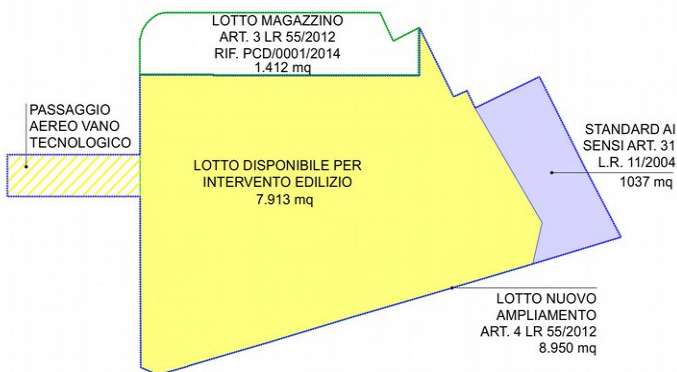 LOTTO MAGAZZINO
ART. 3 LR 55/2012
RIF. PCD/0001/2014
1.412 mq
PASSAGGIO
AEREO VANO
TECNOLOGICO
LOTTO DISPONIBILE PER
INTERVENTO EDILIZIO
7.913 mq
STANDARD AI
SENSI ART. 31
L.R. 11/2004
1037 mq
LOTTO NUOVO
AMPLIAMENTO
ART. 4 LR 55/2012
8.950 mq